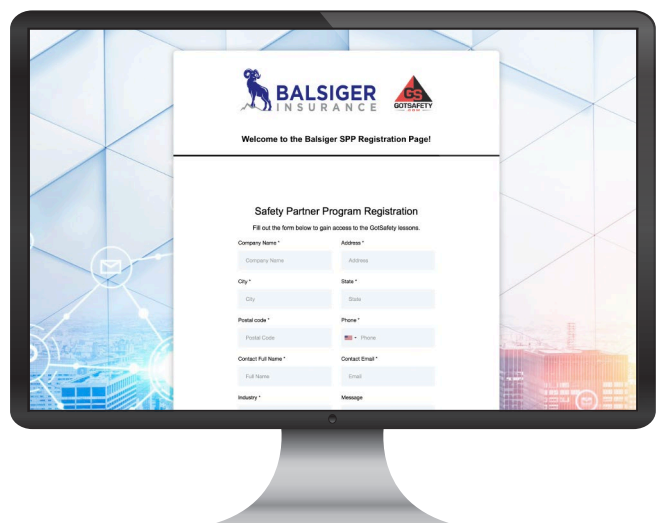 BALSIGER
INSURANCE
GS
GOTSAFETY
Welcome to the Balsiger SPP Registration Page!
Safety Partner Program Registration
Fill out the form below to gain access to the GotSafety lessons.
Company Name * Address *
Company Name Address
City * State *
City State
Postal code * Phone *
Postal Code Phone
Contact Full Name * Contact Email *
Full Name Email
Industry * Message